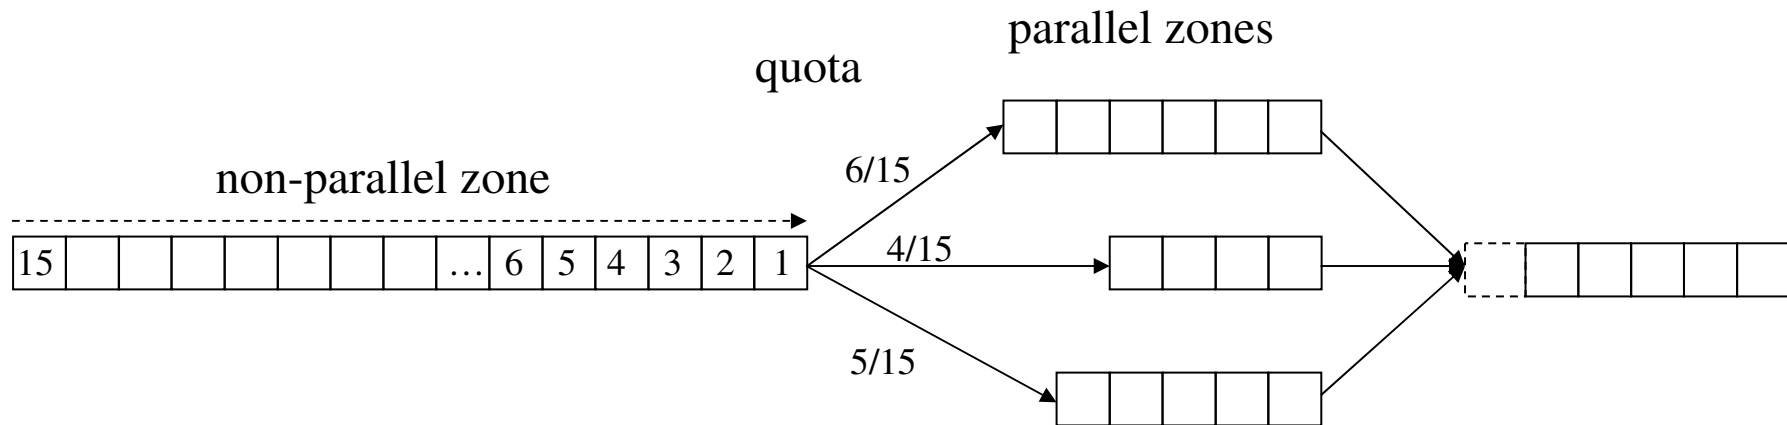 parallel zones
quota
6/15
non-parallel zone
15 … 6 5 4 3 2 1
4/15
5/15